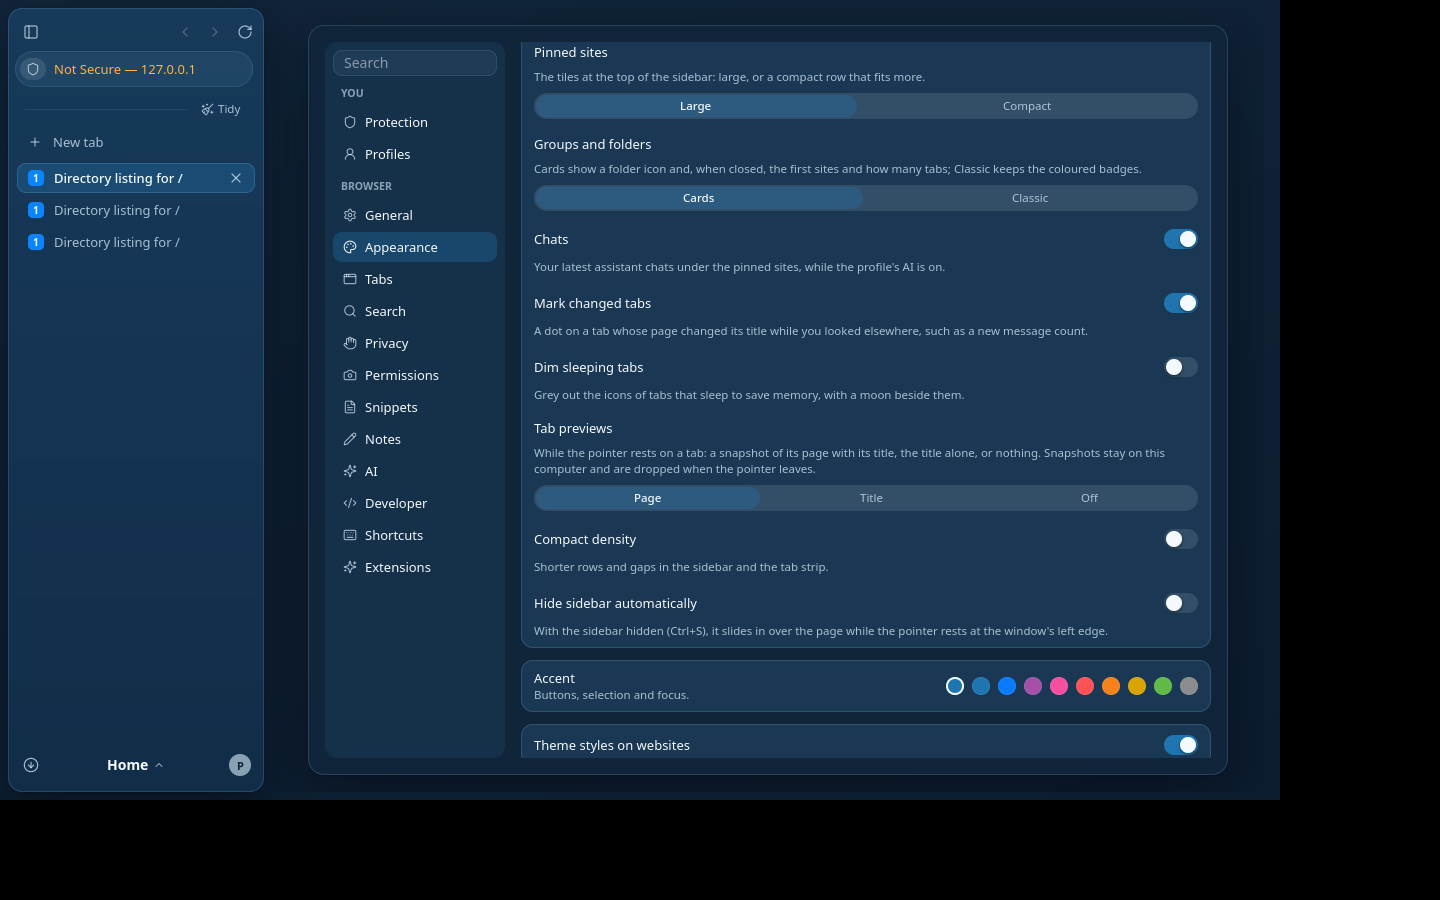 Not Secure — 127.0.0.1
Tidy
New tab
1 Directory listing for /
1 Directory listing for /
1 Directory listing for /
Home
P
Search
YOU
Protection
Profiles
BROWSER
General
Appearance
Tabs
Search
Privacy
Permissions
Snippets
Notes
AI
Developer
Shortcuts
Extensions
Pinned sites
The tiles at the top of the sidebar: large, or a compact row that fits more.
Large Compact
Groups and folders
Cards show a folder icon and, when closed, the first sites and how many tabs; Classic keeps the coloured badges.
Cards Classic
Chats
Your latest assistant chats under the pinned sites, while the profile's AI is on.
Mark changed tabs
A dot on a tab whose page changed its title while you looked elsewhere, such as a new message count.
Dim sleeping tabs
Grey out the icons of tabs that sleep to save memory, with a moon beside them.
Tab previews
While the pointer rests on a tab: a snapshot of its page with its title, the title alone, or nothing. Snapshots stay on this
computer and are dropped when the pointer leaves.
Page Title Off
Compact density
Shorter rows and gaps in the sidebar and the tab strip.
Hide sidebar automatically
With the sidebar hidden (Ctrl+S), it slides in over the page while the pointer rests at the window's left edge.
Accent
Buttons, selection and focus.
Theme styles on websites